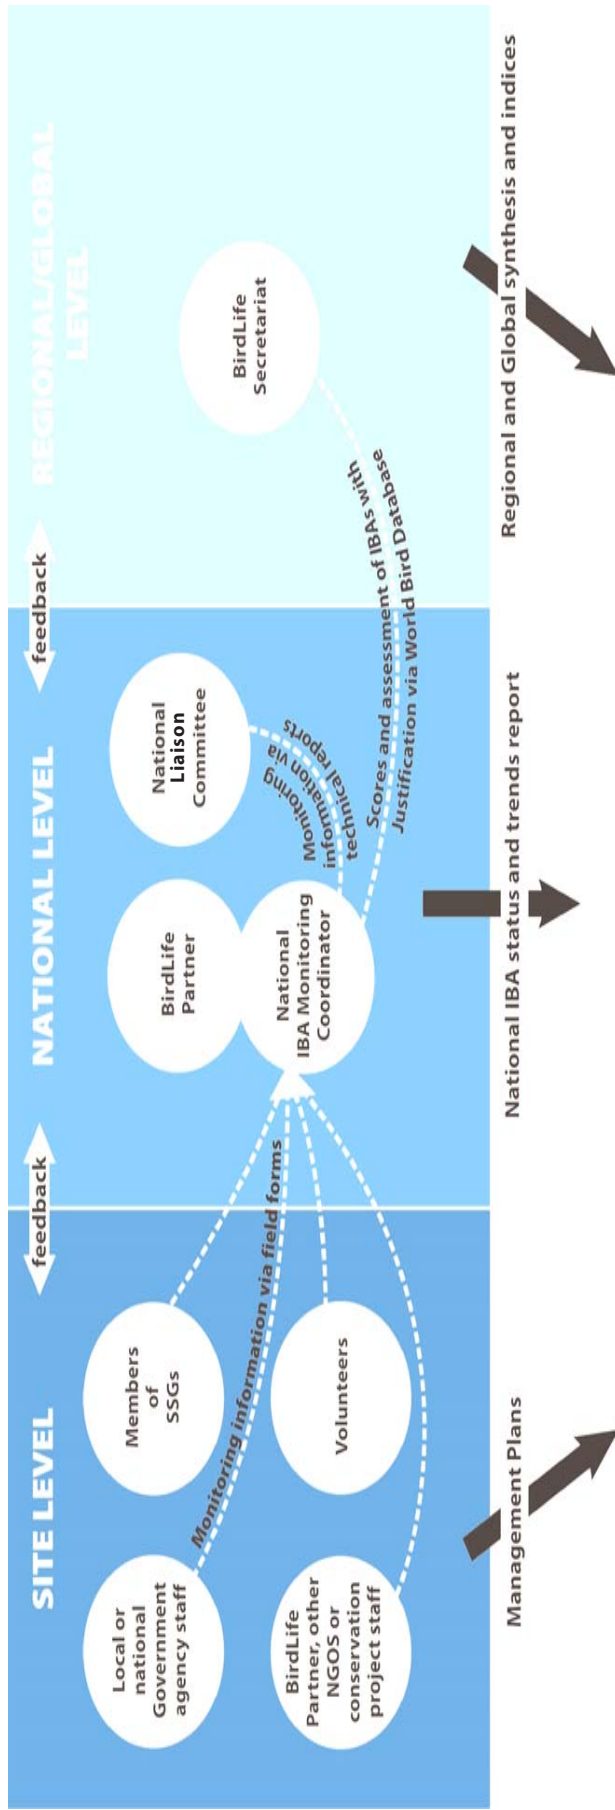 SITE LEVEL
feedback
NATIONAL LEVEL
feedback
REGIONAL/GLOBAL
LEVEL
Local or
national
Government
agency staff
Members
of
SSGs
BirdLife
Partner, other
NGOS or
conservation
project staff
Volunteers
Monitoring information via field forms
BirdLife
Partner
National
IBA Monitoring
Coordinator
National
Liaison
Committee
Monitoring
information via
technical reports
Scores and assessment of IBAs with
Justification via World Bird Database
BirdLife
Secretariat
Management Plans
National IBA status and trends report
Regional and Global synthesis and indices